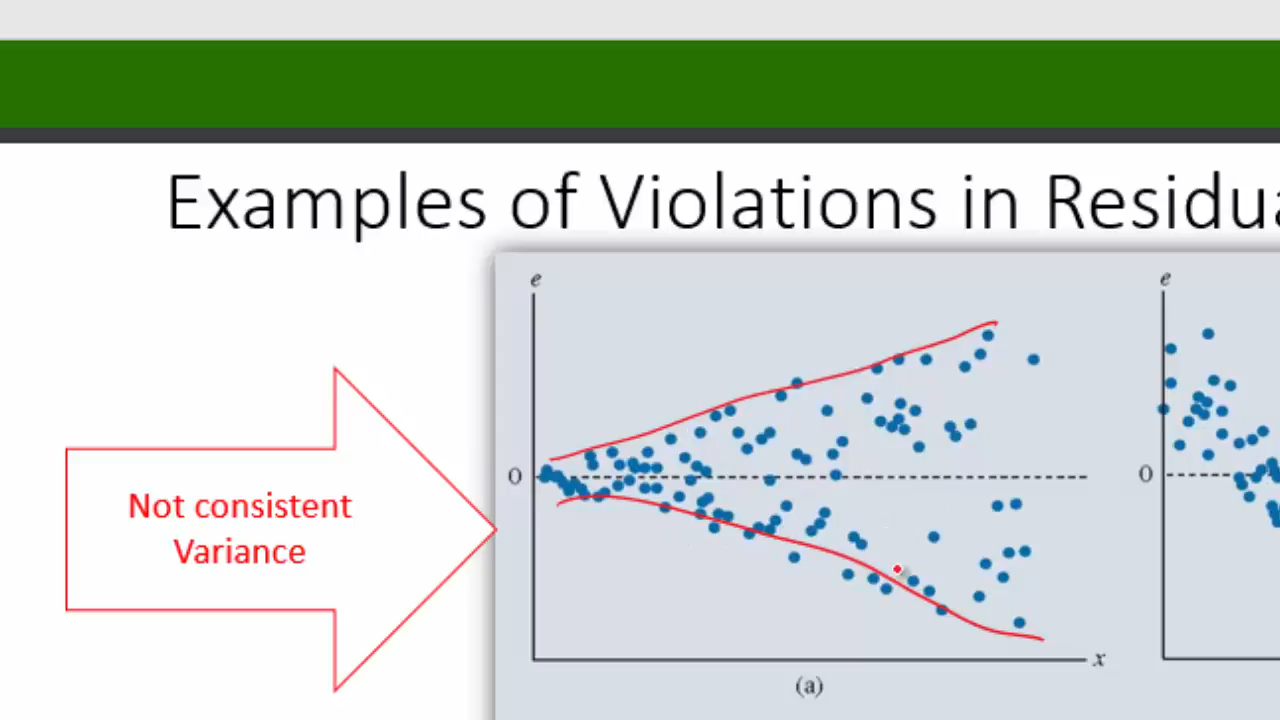 Examples of Violations in Residua
e
e
0
0
Not consistent
Variance
x
(a)